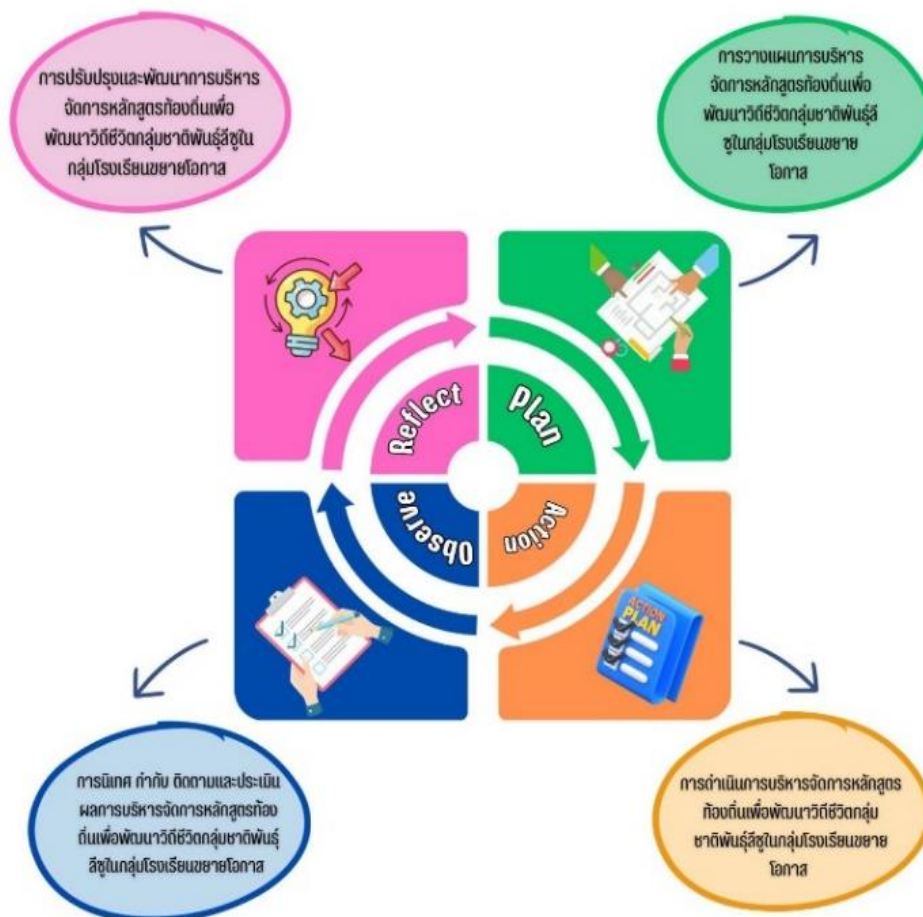 การปรับปรุงและพัฒนาการบริหาร
จัดการหลักสูตรท้องถิ่นเพื่อ
พัฒนาวิถีชีวิตกลุ่มชาติพันธุ์ลีซูใน
กลุ่มโรงเรียนขยายโอกาส
การวางแผนการบริหาร
จัดการหลักสูตรท้องถิ่นเพื่อ
พัฒนาวิถีชีวิตกลุ่มชาติพันธุ์ลี
ซูในกลุ่มโรงเรียนขยาย
โอกาส
Reflect
Plan
Observe
Action
ACTION
PLAN
การนิเทศ กำกับ ติดตามและประเมิน
ผลการบริหารจัดการหลักสูตรท้อง
ถิ่นเพื่อพัฒนาวิถีชีวิตกลุ่มชาติพันธุ์
ลีซูในกลุ่มโรงเรียนขยายโอกาส
การดำเนินการบริหารจัดการหลักสูตร
ท้องถิ่นเพื่อพัฒนาวิถีชีวิตกลุ่ม
ชาติพันธุ์ลีซูในกลุ่มโรงเรียนขยาย
โอกาส